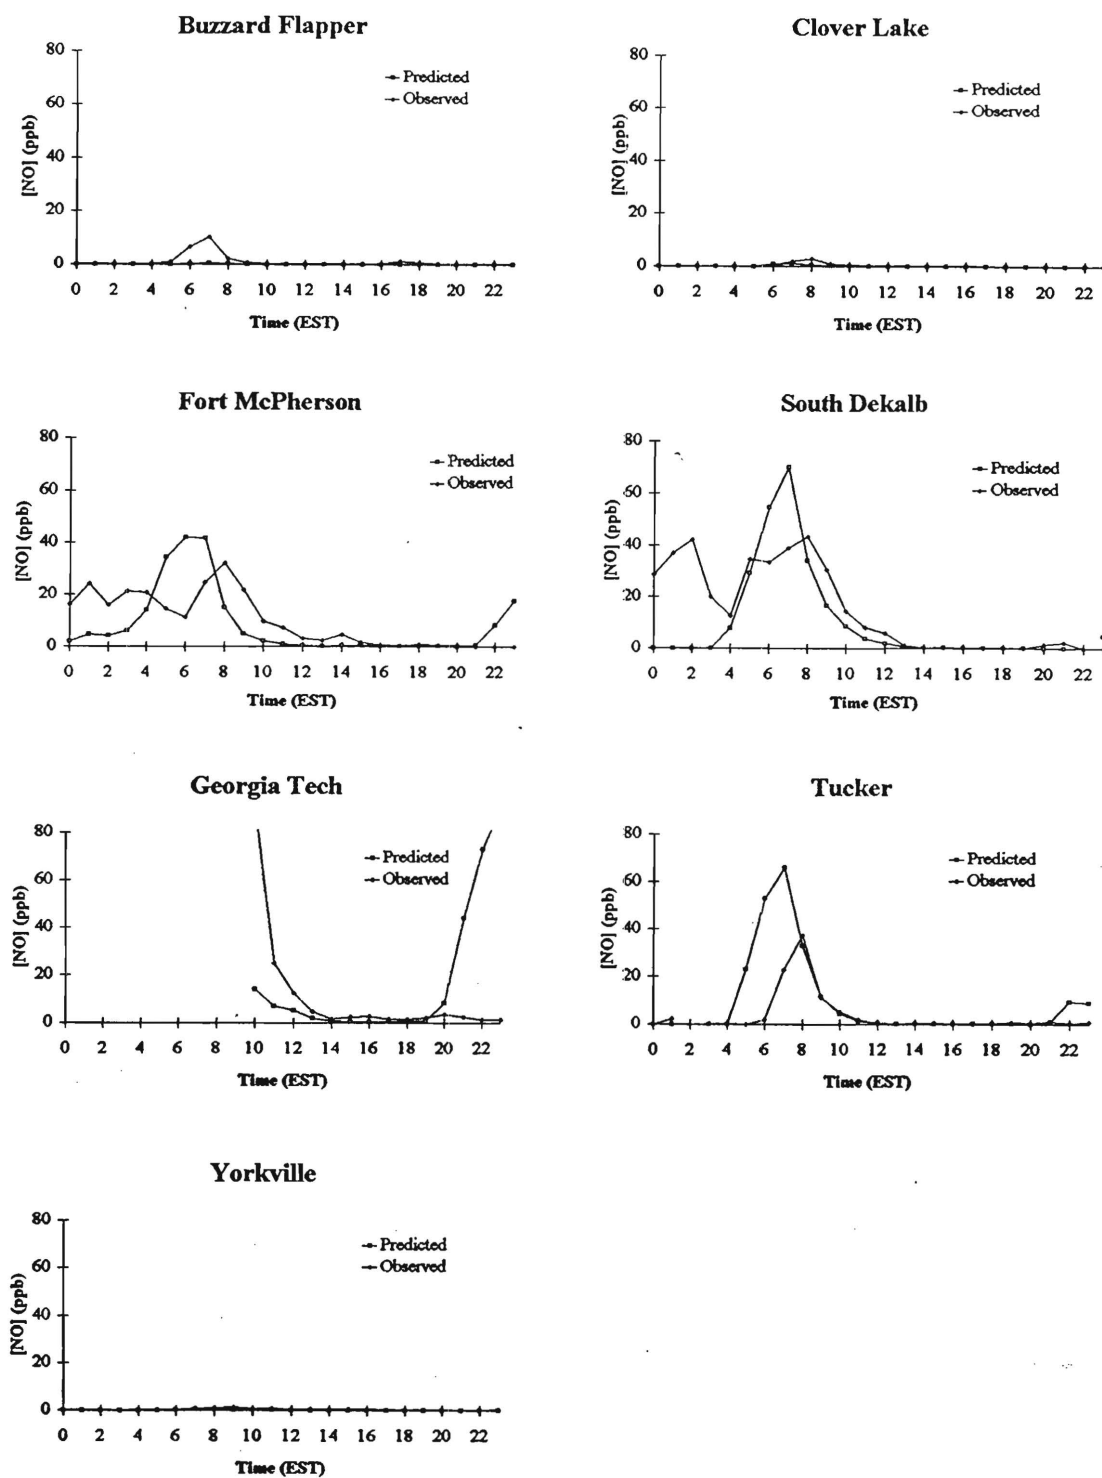 Buzzard Flapper
80
60
40
20
0
[NO] (ppb)
Predicted
Observed
0 2 4 6 8 10 12 14 16 18 20 22
Time (EST)
Clover Lake
80
60
40
20
0
[NO] (ppb)
Predicted
Observed
0 2 4 6 8 10 12 14 16 18 20 22
Time (EST)
Fort McPherson
80
60
40
20
0
[NO] (ppb)
Predicted
Observed
0 2 4 6 8 10 12 14 16 18 20 22
Time (EST)
South Dekalb
80
60
40
20
0
[NO] (ppb)
Predicted
Observed
0 2 4 6 8 10 12 14 16 18 20 22
Time (EST)
Georgia Tech
80
60
40
20
0
[NO] (ppb)
Predicted
Observed
0 2 4 6 8 10 12 14 16 18 20 22
Time (EST)
Tucker
80
60
40
20
0
[NO] (ppb)
Predicted
Observed
0 2 4 6 8 10 12 14 16 18 20 22
Time (EST)
Yorkville
80
60
40
20
0
[NO] (ppb)
Predicted
Observed
0 2 4 6 8 10 12 14 16 18 20 22
Time (EST)